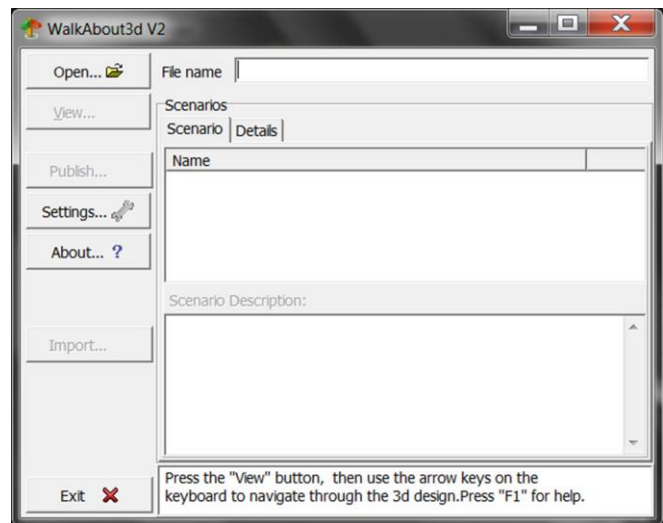 WalkAbout3d V2
Open...
File name
View...
Scenarios
Scenario Details
Name
Publish...
Settings...
About... ?
Scenario Description:
Import...
Press the "View" button, then use the arrow keys on the
keyboard to navigate through the 3d design.Press "F1" for help.
Exit